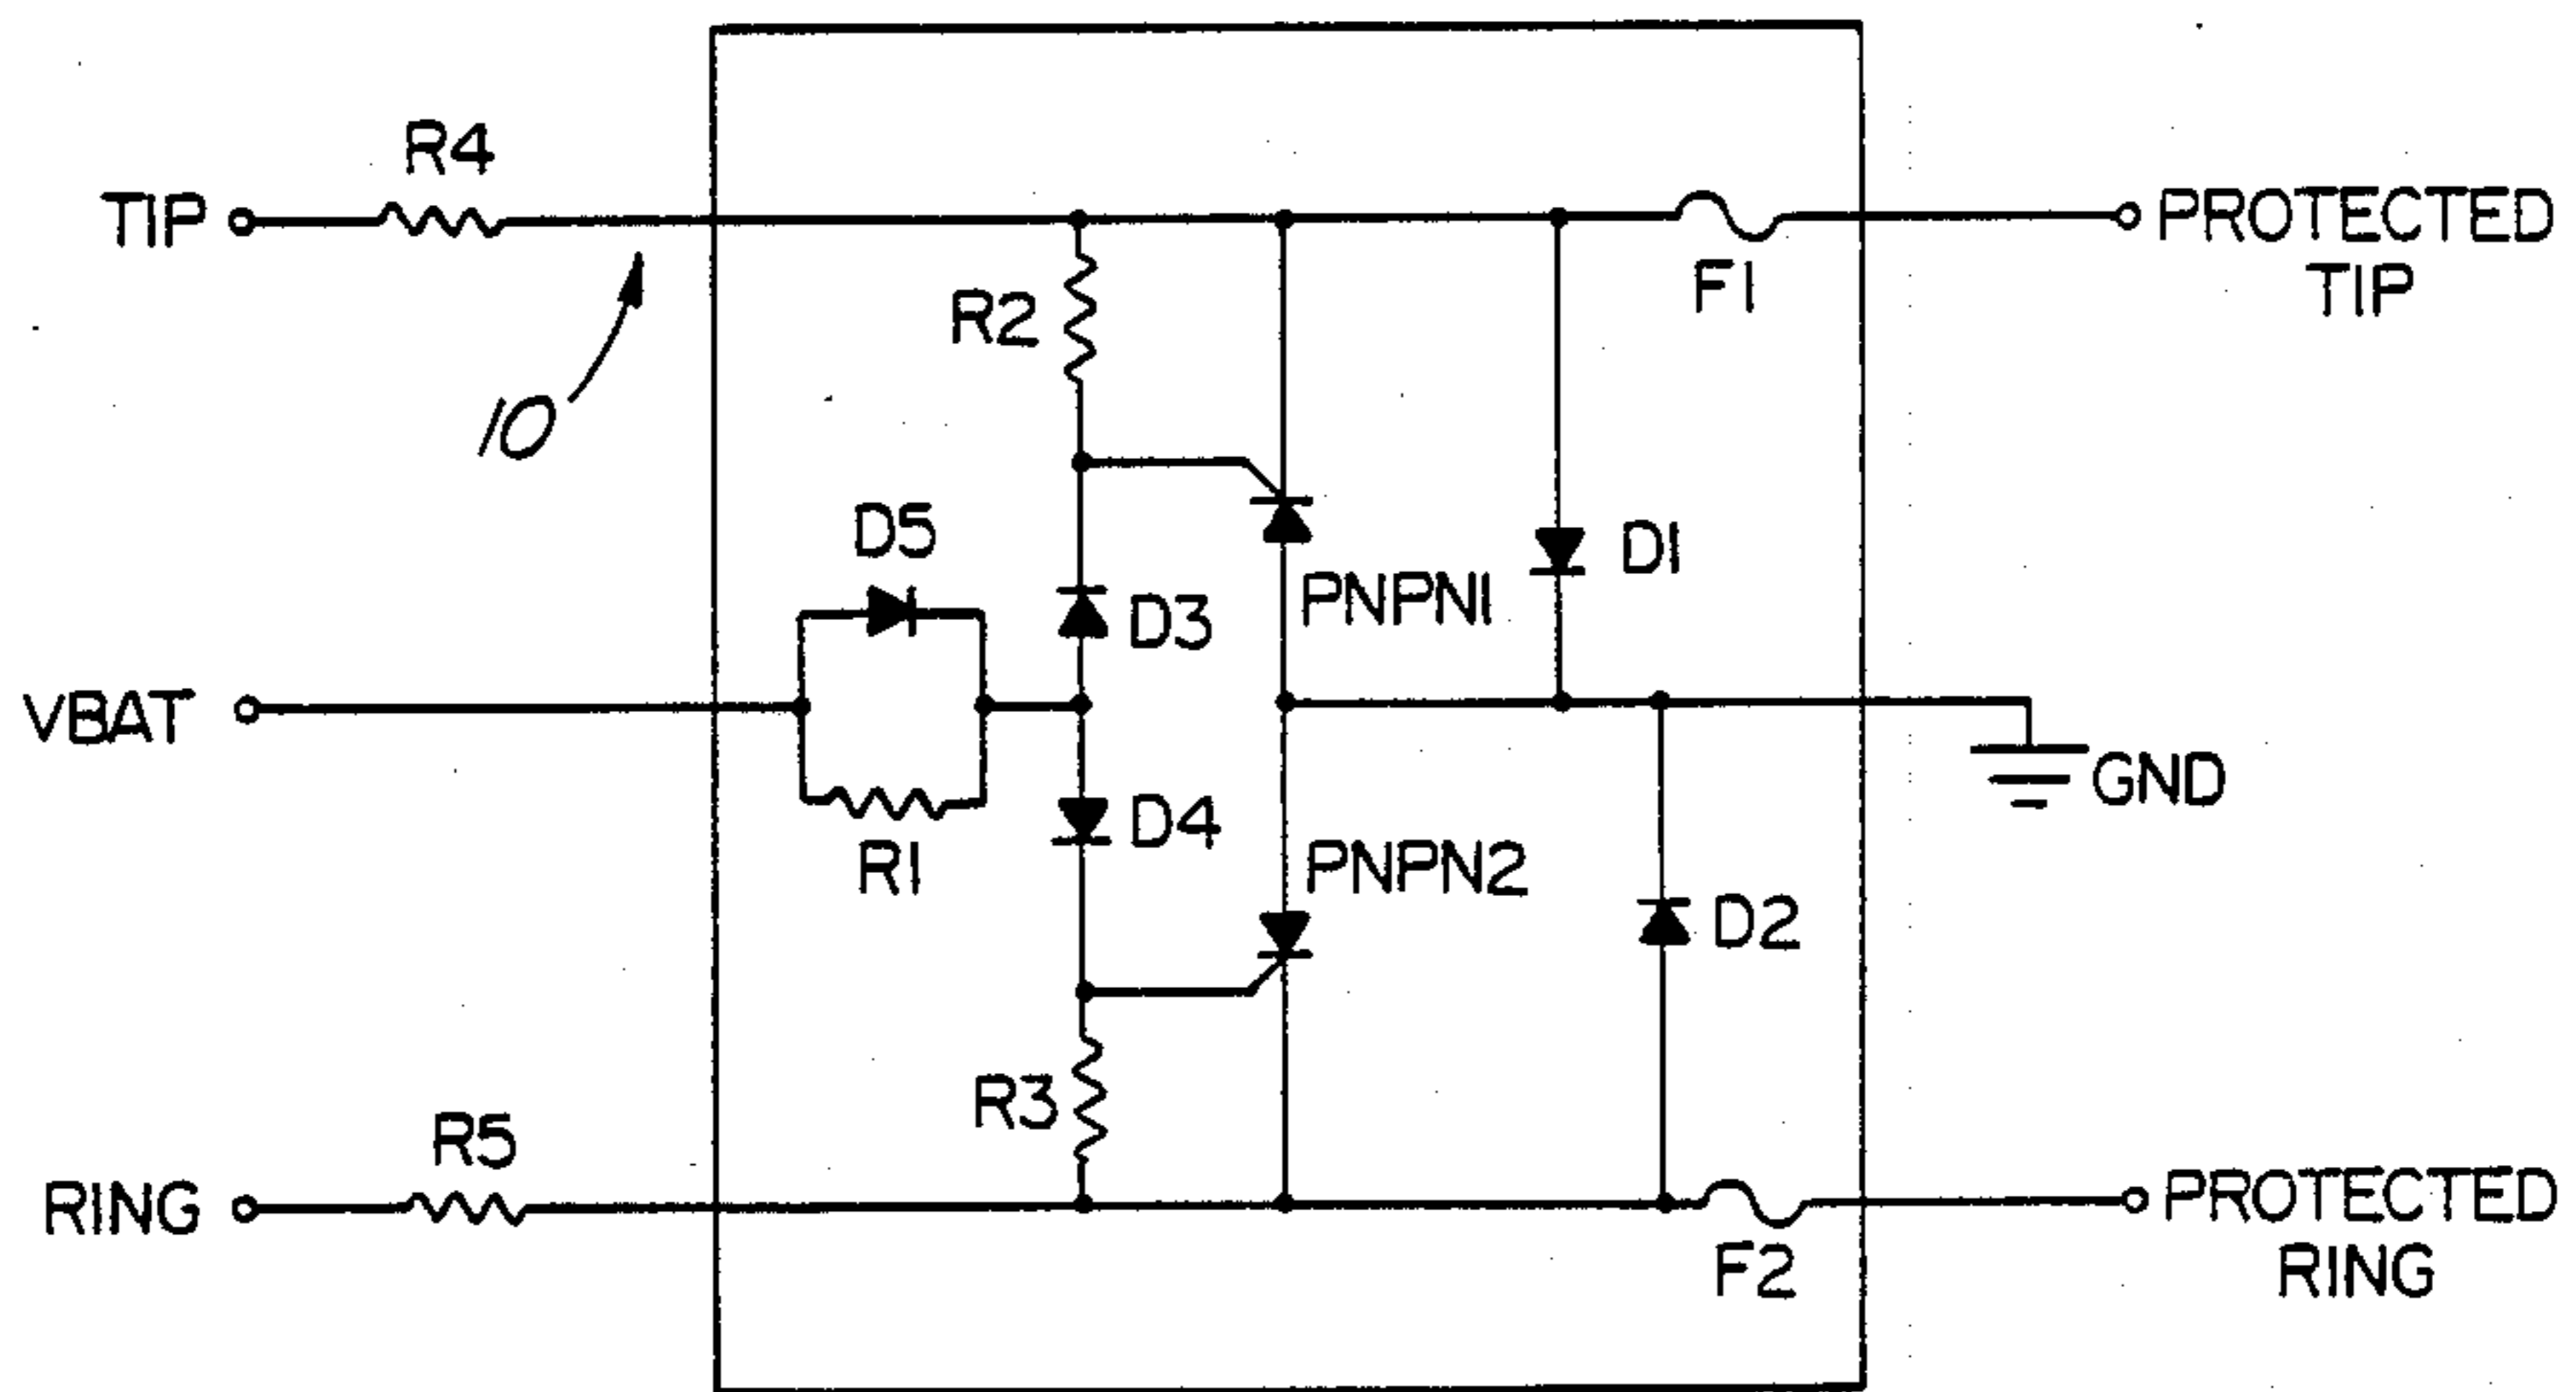 R4
TIP
PROTECTED
TIP
F1
R2
10
D5
D1
PNPN1
D3
VBAT
GND
D4
R1
PNPN2
D2
R3
R5
RING
PROTECTED
RING
F2